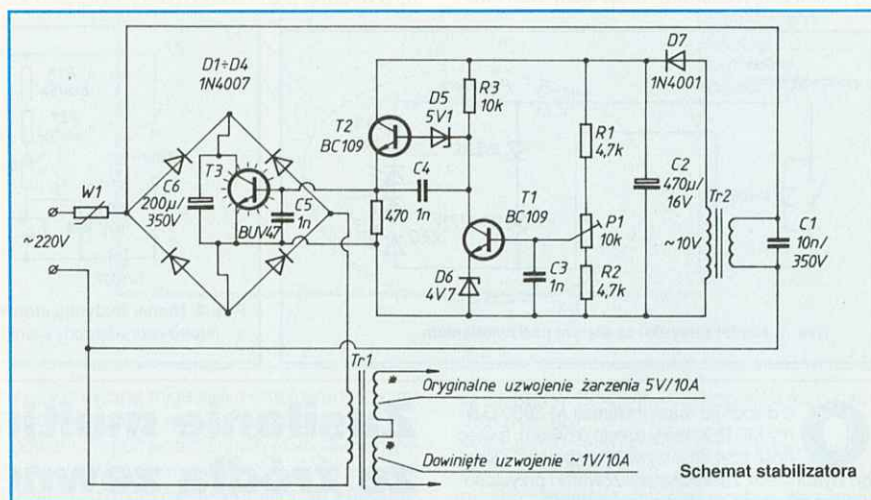 D1÷D4
1N4007
W1
~220V
C6
200µ/
350V
T3
BUV47
C5
1n
T2
BC109
D5
5V1
R3
10k
C4
1n
470
T1
BC109
D6
4V7
C3
1n
R1
4,7k
P1
10k
R2
4,7k
D7
1N4001
C2
470µ/
16V
Tr2
~10V
C1
10n/
350V
Tr1
*
Oryginalne uzwojenie żarzenia 5V/10A
*
Dowinięte uzwojenie ~1V/10A
Schemat stabilizatora